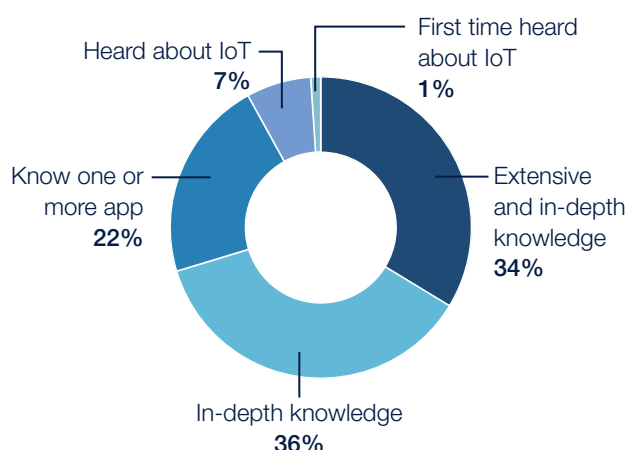 First time heard
about IoT
1%
Heard about IoT
7%
Know one or
more app
22%
Extensive
and in-depth
knowledge
34%
In-depth knowledge
36%